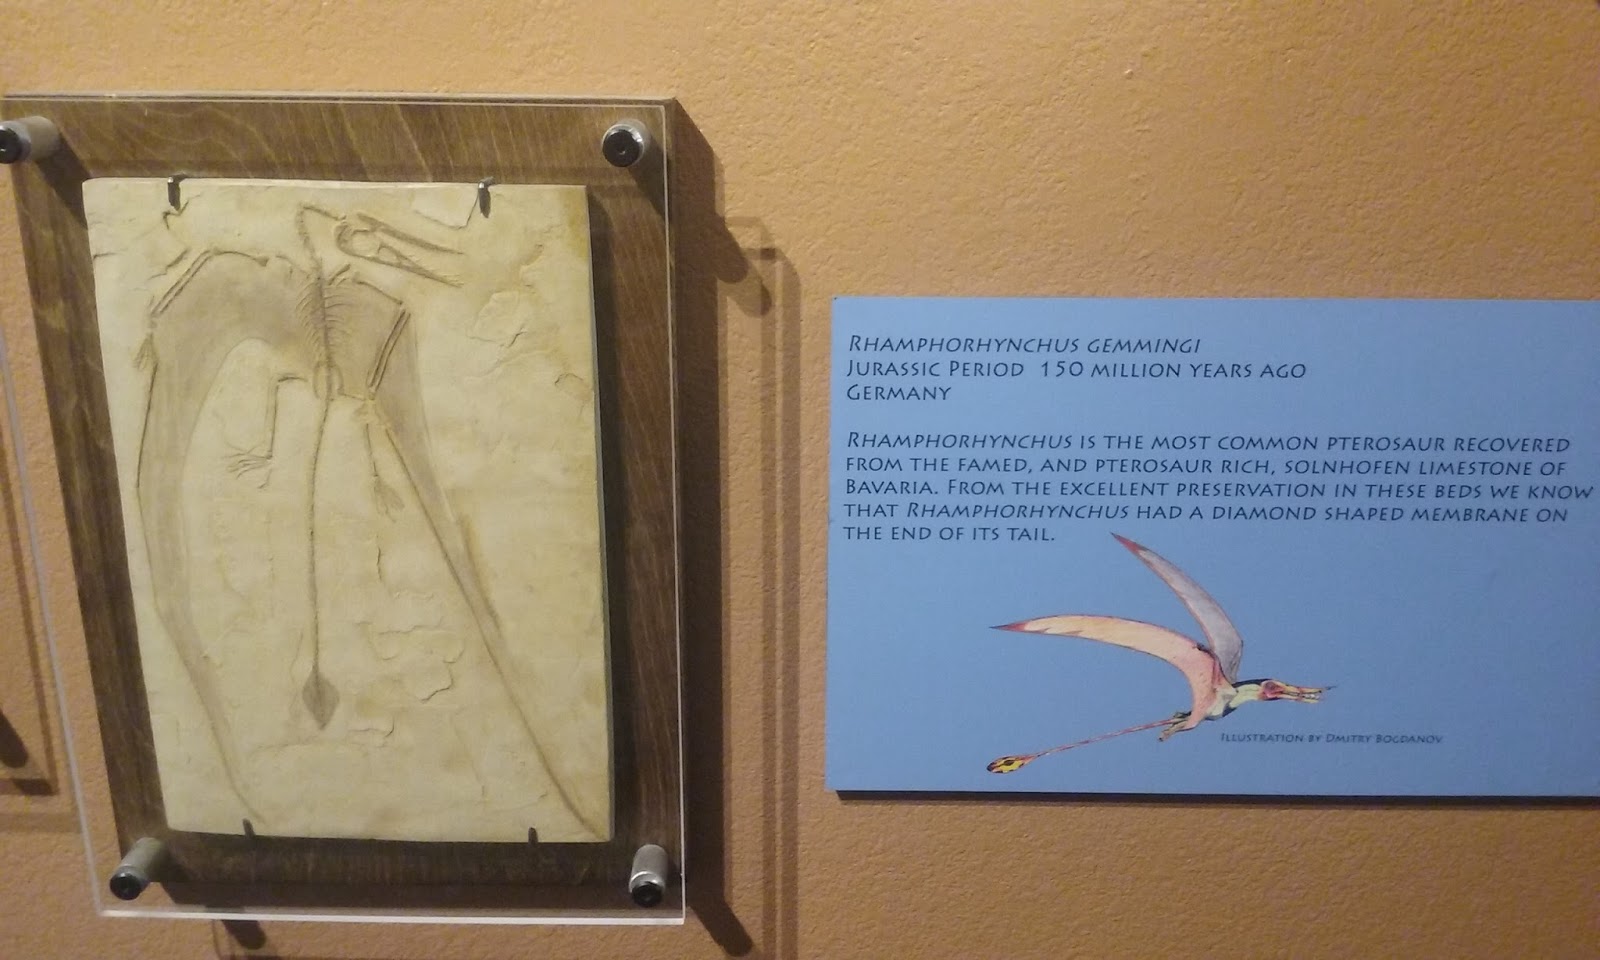 Rhamphorhynchus gemmingi
Jurassic Period 150 million years ago
Germany
Rhamphorhynchus is the most common pterosaur recovered
from the famed, and pterosaur rich, Solnhofen limestone of
Bavaria. From the excellent preservation in these beds we know
that Rhamphorhynchus had a diamond shaped membrane on
the end of its tail.
Illustration by Dmitry Bogdanov